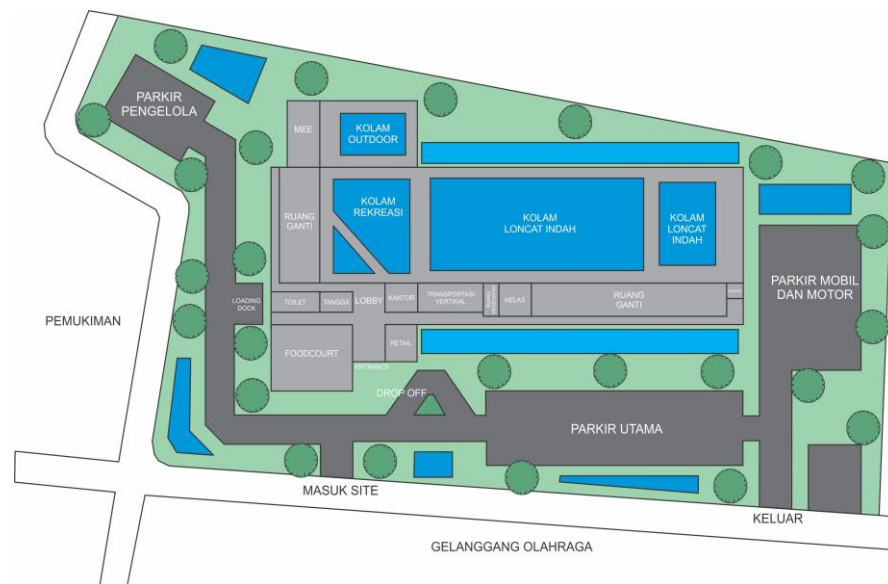 PARKIR
PENGELOLA
MEE
KOLAM
OUTDOOR
RUANG
GANTI
KOLAM
REKREASI
KOLAM
LONCAT INDAH
KOLAM
LONCAT
INDAH
PARKIR MOBIL
DAN MOTOR
LOADING
DOCK
TOILET
TANGGA
LOBBY
KANTOR
TRANSPORTASI
VERTIKAL
KELAS
RUANG
GANTI
PEMUKIMAN
FOODCOURT
RETAIL
ENTRANCE
DROP OFF
PARKIR UTAMA
MASUK SITE
KELUAR
GELANGGANG OLAHRAGA